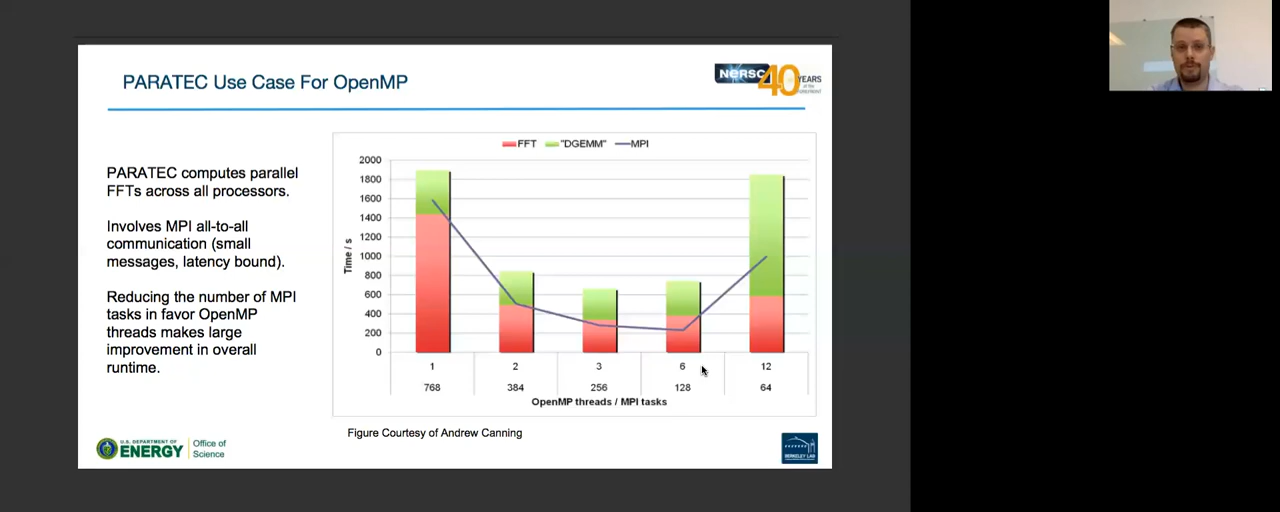 PARATEC Use Case For OpenMP
NERSC
40
YEARS
PARATEC computes parallel
FFTs across all processors.
Involves MPI all-to-all
communication (small
messages, latency bound).
Reducing the number of MPI
tasks in favor OpenMP
threads makes large
improvement in overall
runtime.
FFT "DGEMM" MPI
Time / s
2000
1800
1600
1400
1200
1000
800
600
400
200
0
1 2 3 6 12
768 384 256 128 64
OpenMP threads / MPI tasks
Figure Courtesy of Andrew Canning
U.S. DEPARTMENT OF
ENERGY
Office of
Science
BERKELEY LAB